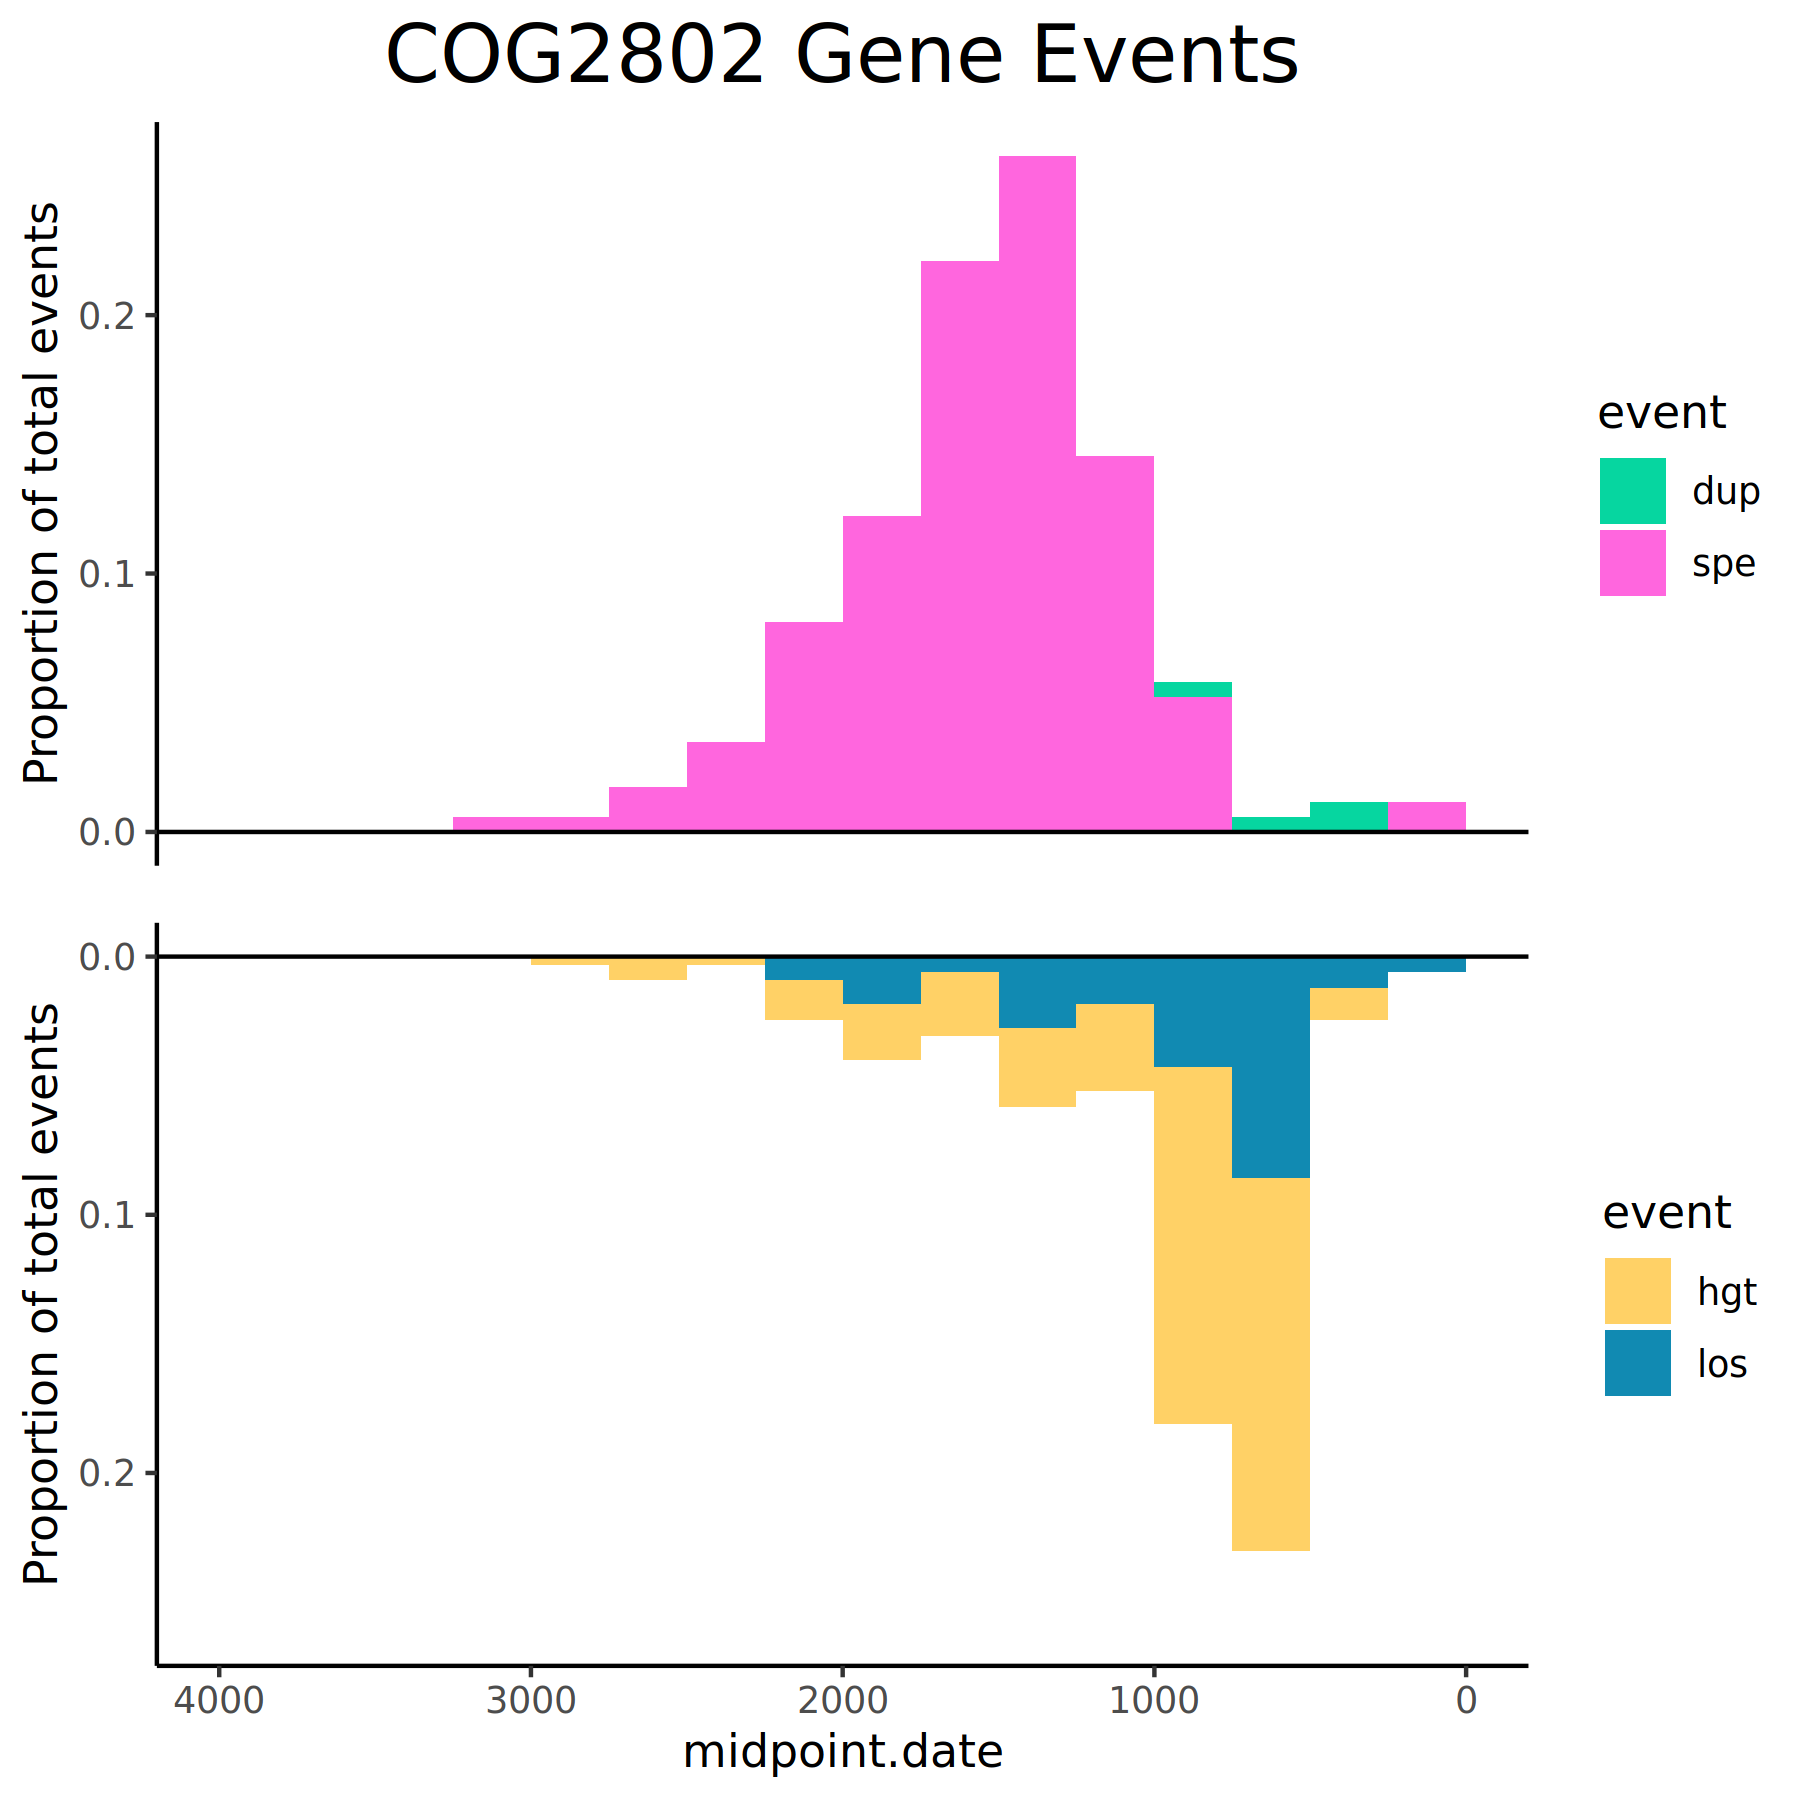 COG2802 Gene Events
Proportion of total events
0.2
0.1
0.0
event
dup
spe
Proportion of total events
0.0
0.1
0.2
event
hgt
los
4000 3000 2000 1000 0
midpoint.date